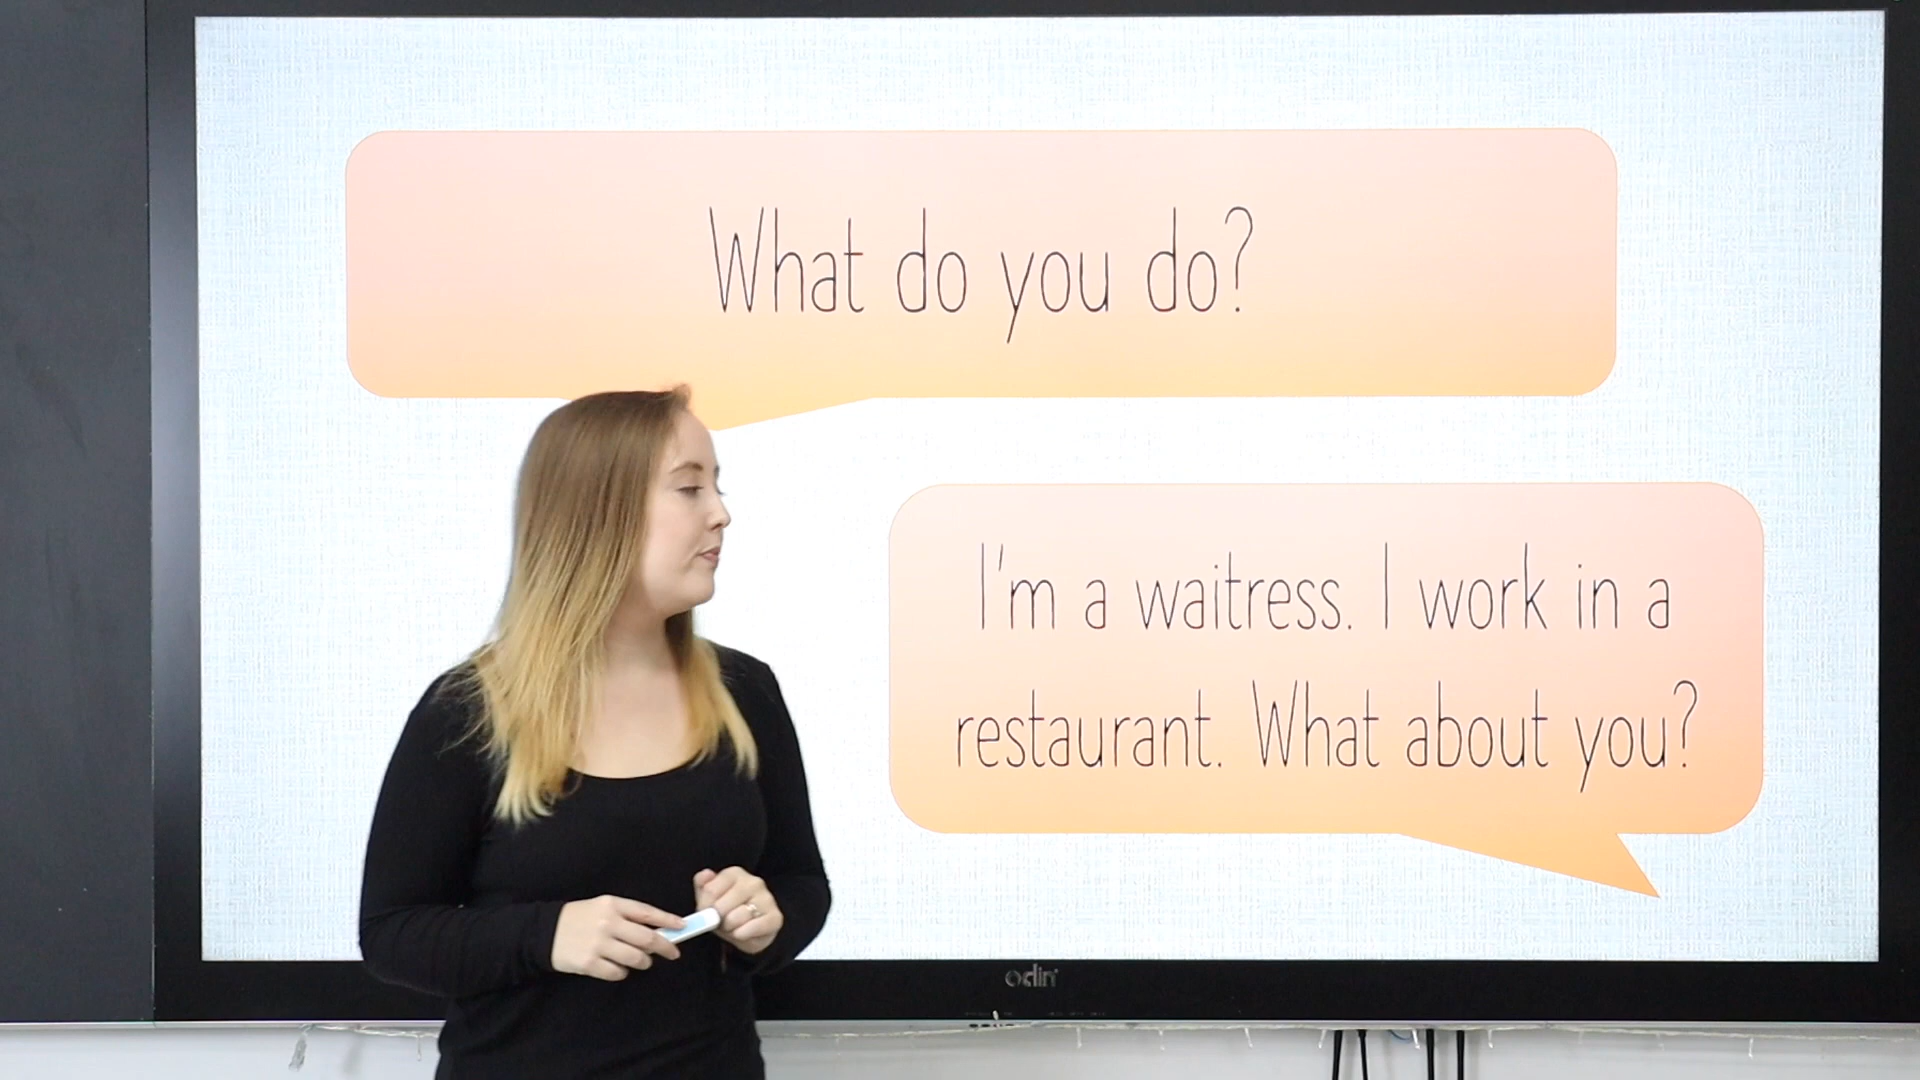 What do you do?
I'm a waitress. I work in a
restaurant. What about you?
odin